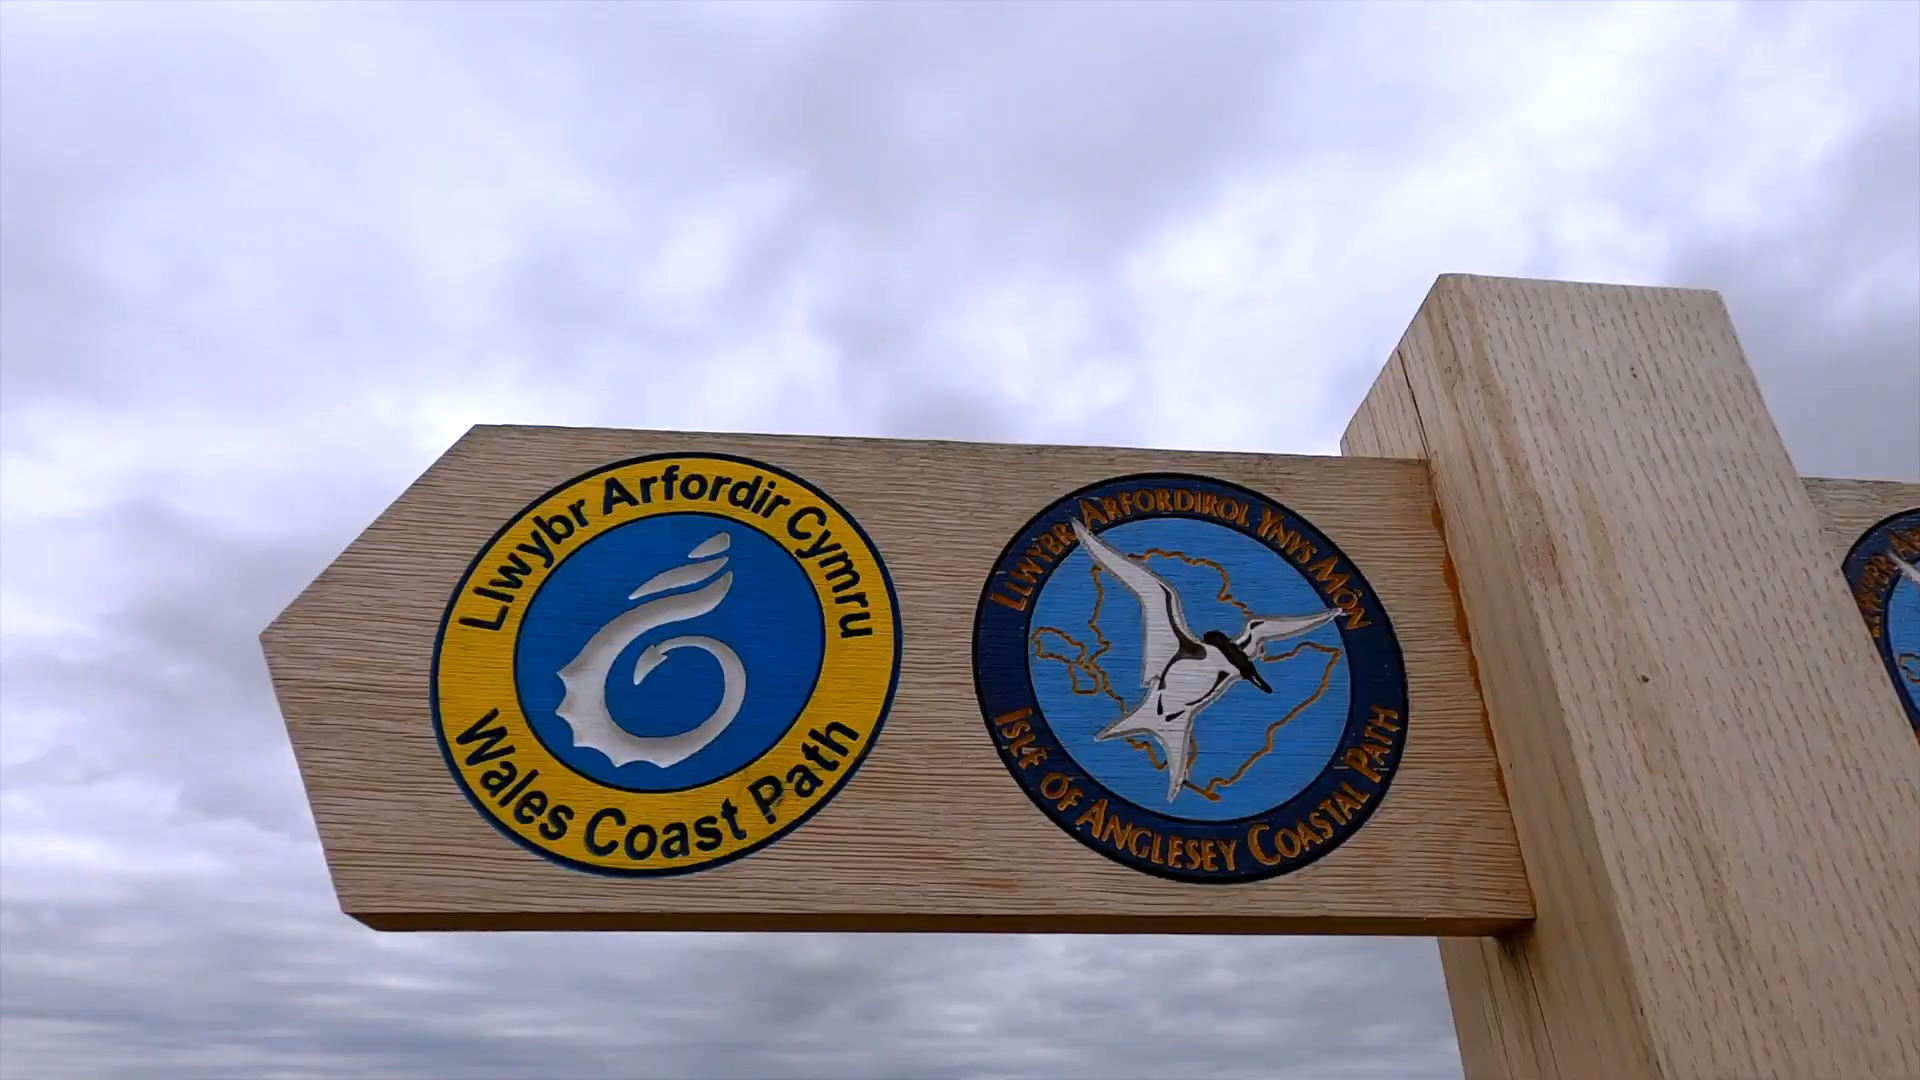 Llwybr Arfordir Cymru
Wales Coast Path
LLWYBR ARFORDIROL YNYS MÔN
ISLE OF ANGLESEY COASTAL PATH